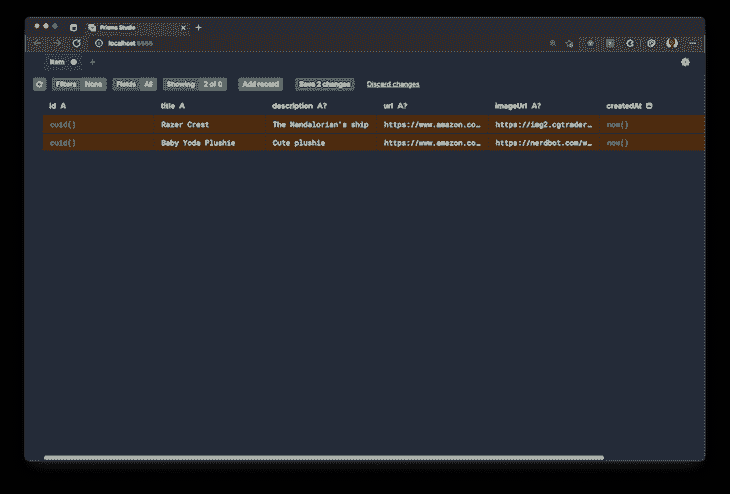 Prisma Studio
localhost:5555
Item
Filters None Fields All Showing 2 of 0 Add record Save 2 changes Discard changes
id A title A description A? url A? imageUrl A? createdAt
cuid() Razer Crest The Mandalorian's ship https://www.amazon.co… https://img2.cgtrader… now()
cuid() Baby Yoda Plushie Cute plushie https://www.amazon.co… https://nerdbot.com/w… now()